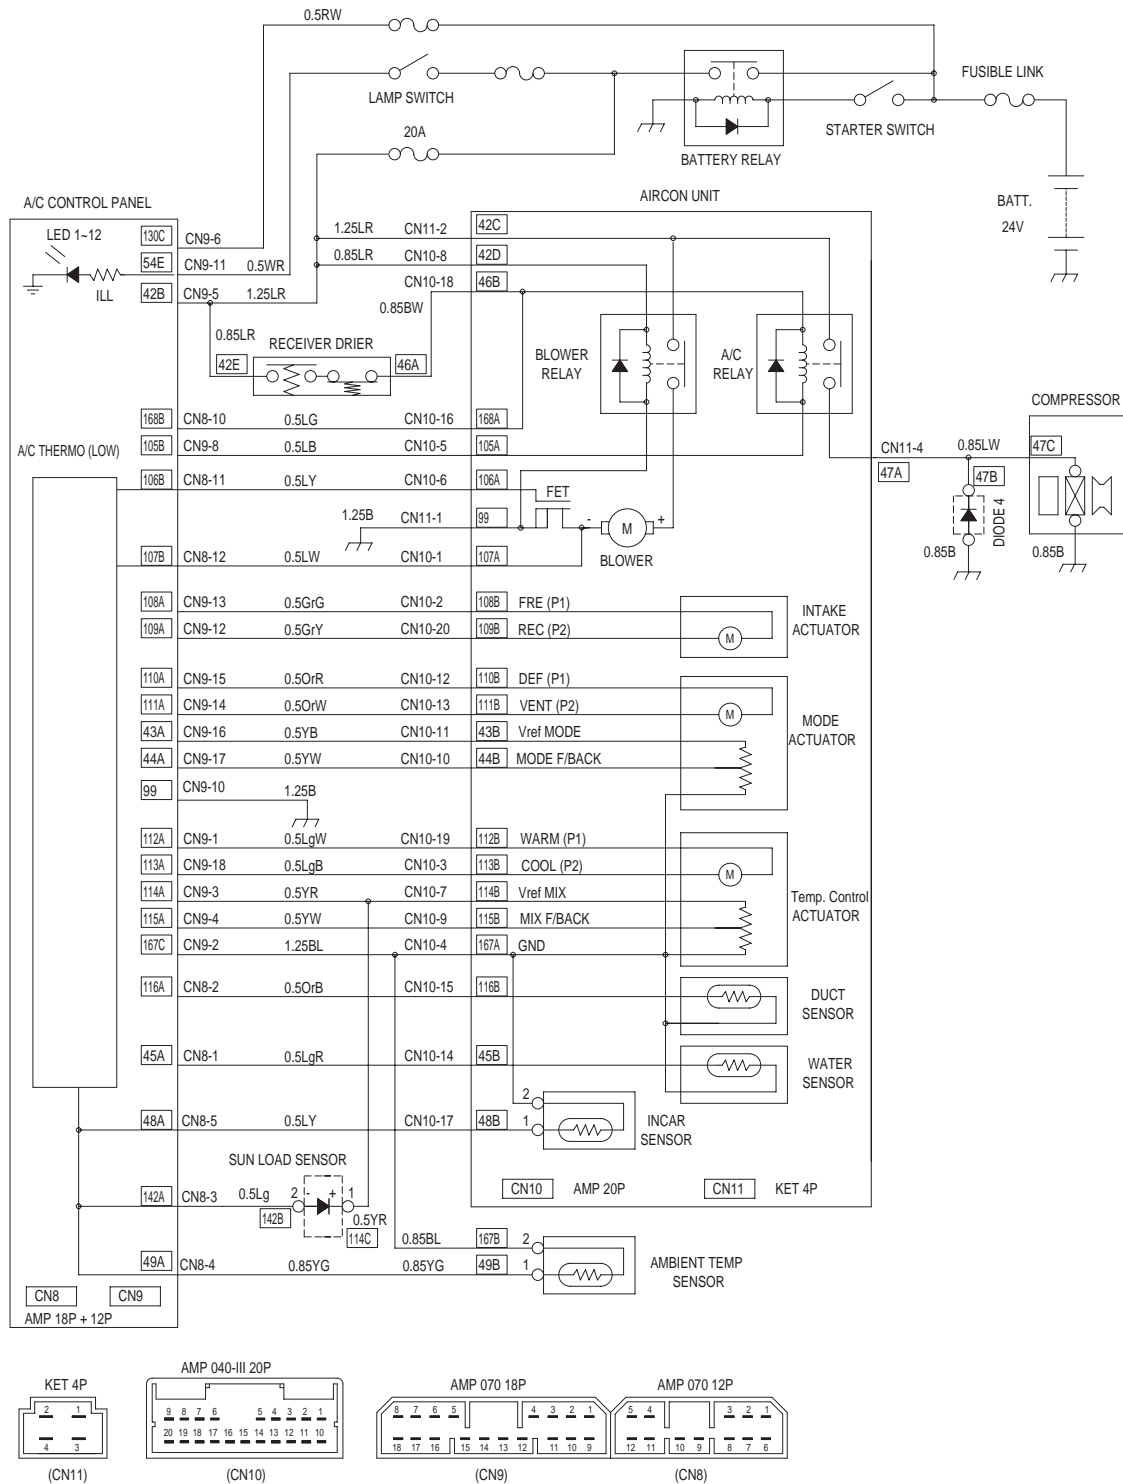 0.5RW
LAMP SWITCH
FUSIBLE LINK
STARTER SWITCH
20A
BATTERY RELAY
A/C CONTROL PANEL
AIRCON UNIT
BATT.
24V
LED 1~12
130C CN9-6
1.25LR CN11-2 42C
54E CN9-11 0.5WR
0.85LR CN10-8 42D
ILL
42B CN9-5 1.25LR
CN10-18 46B
0.85BW
0.85LR
RECEIVER DRIER
42E 46A
BLOWER
RELAY
A/C
RELAY
COMPRESSOR
168B CN8-10 0.5LG CN10-16 168A
105B CN9-8 0.5LB CN10-5 105A
A/C THERMO (LOW)
CN11-4 0.85LW 47C
47A 47B
106B CN8-11 0.5LY CN10-6 106A
FET
1.25B CN11-1 99
- M +
BLOWER
DIODE 4
0.85B 0.85B
107B CN8-12 0.5LW CN10-1 107A
108A CN9-13 0.5GrG CN10-2 108B FRE (P1)
109A CN9-12 0.5GrY CN10-20 109B REC (P2)
M
INTAKE
ACTUATOR
110A CN9-15 0.5OrR CN10-12 110B DEF (P1)
111A CN9-14 0.5OrW CN10-13 111B VENT (P2)
M
43A CN9-16 0.5YB CN10-11 43B Vref MODE
44A CN9-17 0.5YW CN10-10 44B MODE F/BACK
MODE
ACTUATOR
99 CN9-10 1.25B
112A CN9-1 0.5LgW CN10-19 112B WARM (P1)
113A CN9-18 0.5LgB CN10-3 113B COOL (P2)
M
114A CN9-3 0.5YR CN10-7 114B Vref MIX
115A CN9-4 0.5YW CN10-9 115B MIX F/BACK
Temp. Control
ACTUATOR
167C CN9-2 1.25BL CN10-4 167A GND
116A CN8-2 0.5OrB CN10-15 116B
DUCT
SENSOR
45A CN8-1 0.5LgR CN10-14 45B
WATER
SENSOR
2
48A CN8-5 0.5LY CN10-17 48B 1
INCAR
SENSOR
SUN LOAD SENSOR
142A CN8-3 0.5Lg 2 - + 1
142B 0.5YR
114C
CN10 AMP 20P CN11 KET 4P
0.85BL 167B 2
49A CN8-4 0.85YG 0.85YG 49B 1
AMBIENT TEMP
SENSOR
CN8 CN9
AMP 18P + 12P
KET 4P
2 1
4 3
(CN11)
AMP 040-III 20P
9 8 7 6 5 4 3 2 1
20 19 18 17 16 15 14 13 12 11 10
(CN10)
AMP 070 18P
8 7 6 5 4 3 2 1
18 17 16 15 14 13 12 11 10 9
(CN9)
AMP 070 12P
5 4 3 2 1
12 11 10 9 8 7 6
(CN8)